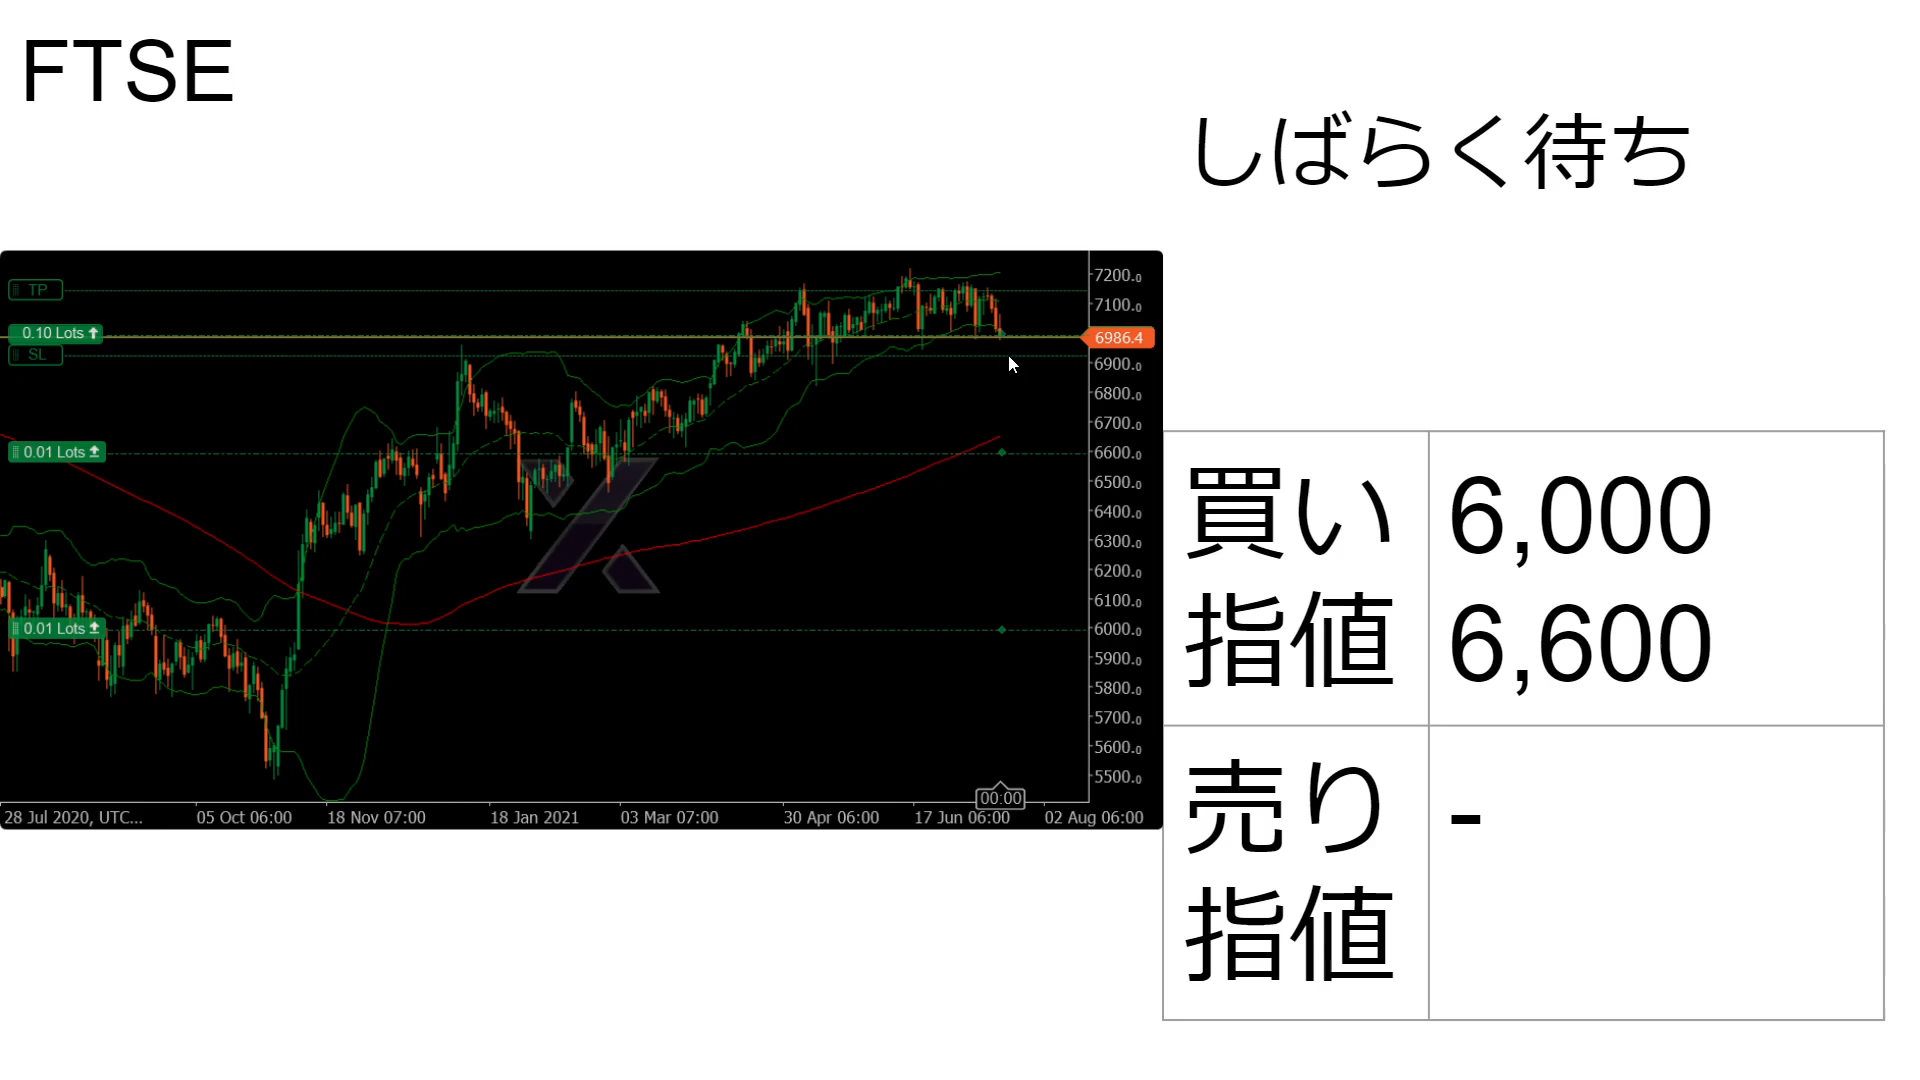 FTSE
しばらく待ち
TP
0.10 Lots
SL
0.01 Lots
0.01 Lots
7200.0
7100.0
6986.4
6900.0
6800.0
6700.0
6600.0
6500.0
6400.0
6300.0
6200.0
6100.0
6000.0
5900.0
5800.0
5700.0
5600.0
5500.0
00:00
28 Jul 2020, UTC... 05 Oct 06:00 18 Nov 07:00 18 Jan 2021 03 Mar 07:00 30 Apr 06:00 17 Jun 06:00 02 Aug 06:00
買い 6,000
指値 6,600
売り -
指値